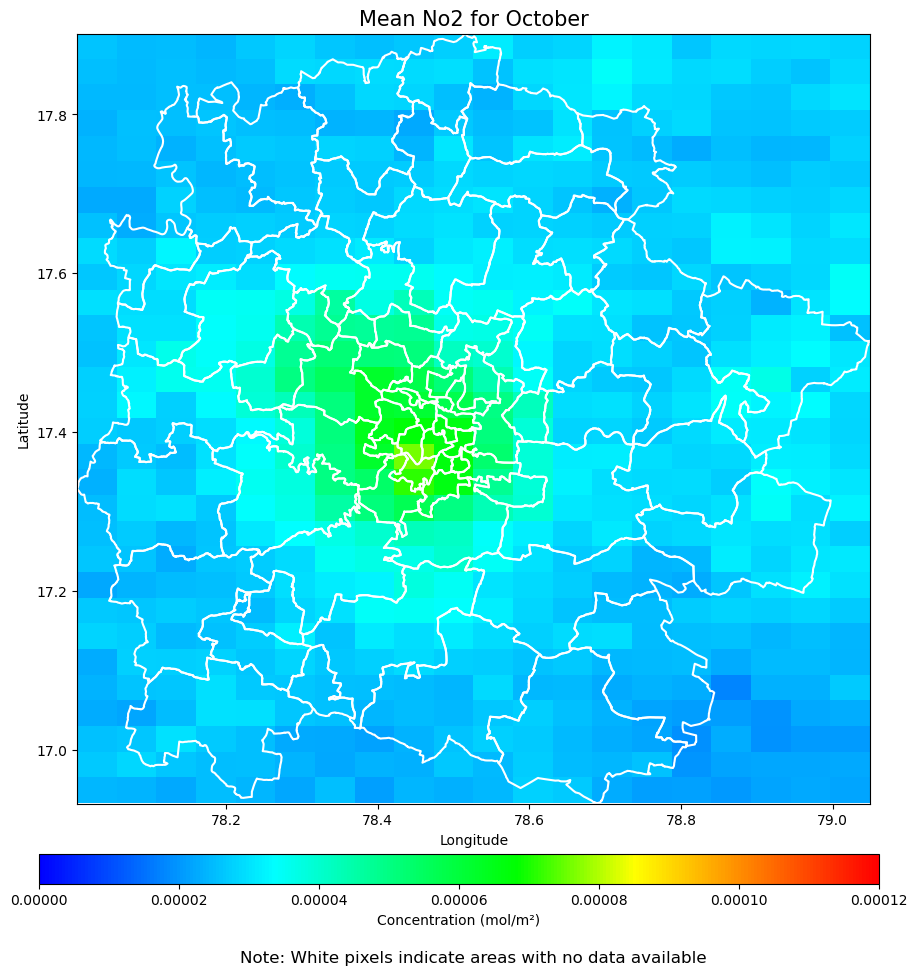 Mean No2 for October
17.8
17.6
Latitude
17.4
17.2
17.0
78.2 78.4 78.6 78.8 79.0
Longitude
0.00000 0.00002 0.00004 0.00006 0.00008 0.00010 0.00012
Concentration (mol/m²)
Note: White pixels indicate areas with no data available